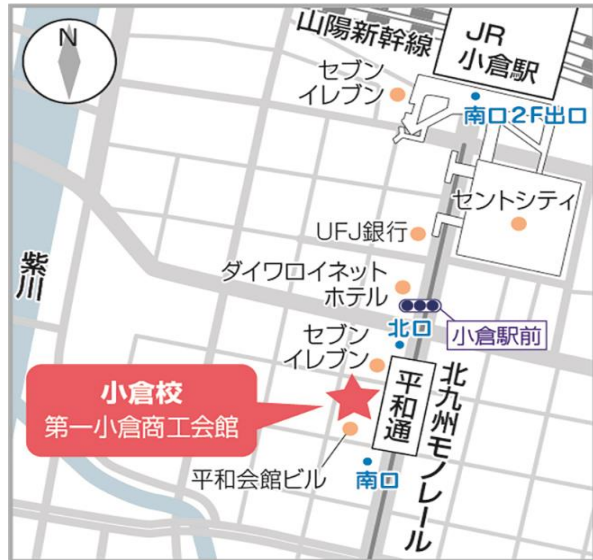 N
山陽新幹線
JR
小倉駅
セブン
イレブン
南口2F出口
セントシティ
UFJ銀行
紫川
ダイワロイネット
ホテル
小倉駅前
北口
セブン
イレブン
小倉校
第一小倉商工会館
平和通
北九州モノレール
平和会館ビル
南口